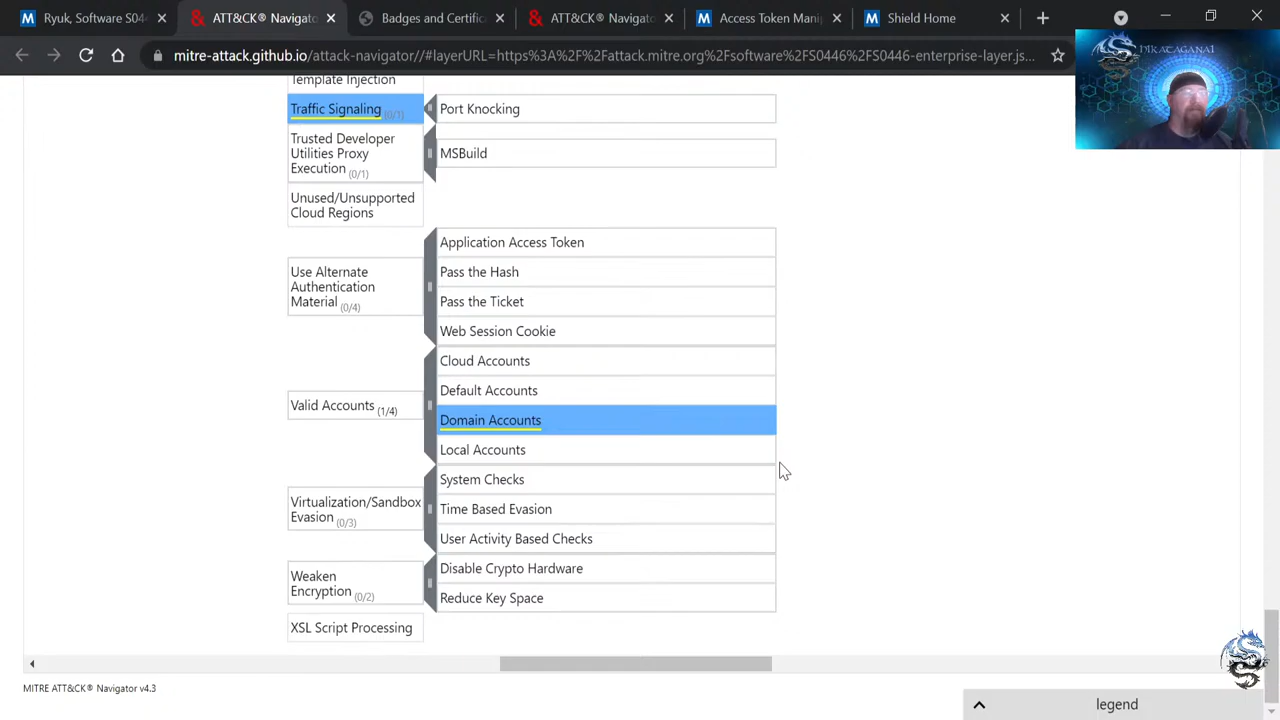 Ryuk, Software S04
ATT&CK® Navigato
Badges and Certific
ATT&CK® Navigato
Access Token Mani
Shield Home
mitre-attack.github.io/attack-navigator/#layerURL=https%3A%2F%2Fattack.mitre.org%2Fsoftware%2FS0446%2FS0446-enterprise-layer.js...
Template Injection
Traffic Signaling (0/1)
Port Knocking
Trusted Developer
Utilities Proxy
Execution (0/1)
MSBuild
Unused/Unsupported
Cloud Regions
Use Alternate
Authentication
Material (0/4)
Application Access Token
Pass the Hash
Pass the Ticket
Web Session Cookie
Valid Accounts (1/4)
Cloud Accounts
Default Accounts
Domain Accounts
Local Accounts
Virtualization/Sandbox
Evasion (0/3)
System Checks
Time Based Evasion
User Activity Based Checks
Weaken
Encryption (0/2)
Disable Crypto Hardware
Reduce Key Space
XSL Script Processing
MITRE ATT&CK® Navigator v4.3
legend